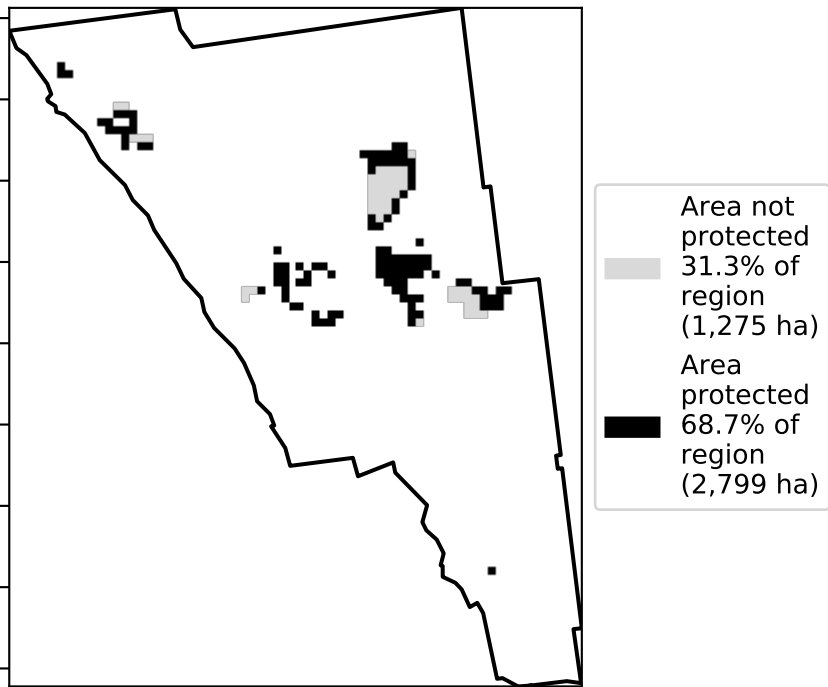 Area not
protected
31.3% of
region
(1,275 ha)
Area
protected
68.7% of
region
(2,799 ha)